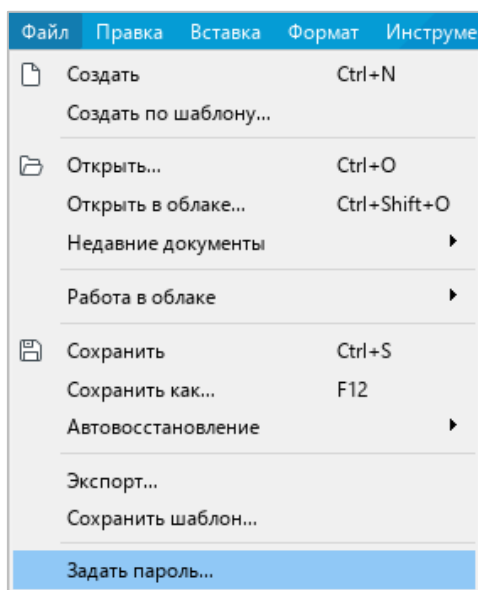 Файл Правка Вставка Формат Инструме
Создать Ctrl+N
Создать по шаблону...
Открыть... Ctrl+O
Открыть в облаке... Ctrl+Shift+O
Недавние документы
Работа в облаке
Сохранить Ctrl+S
Сохранить как... F12
Автовосстановление
Экспорт...
Сохранить шаблон...
Задать пароль...